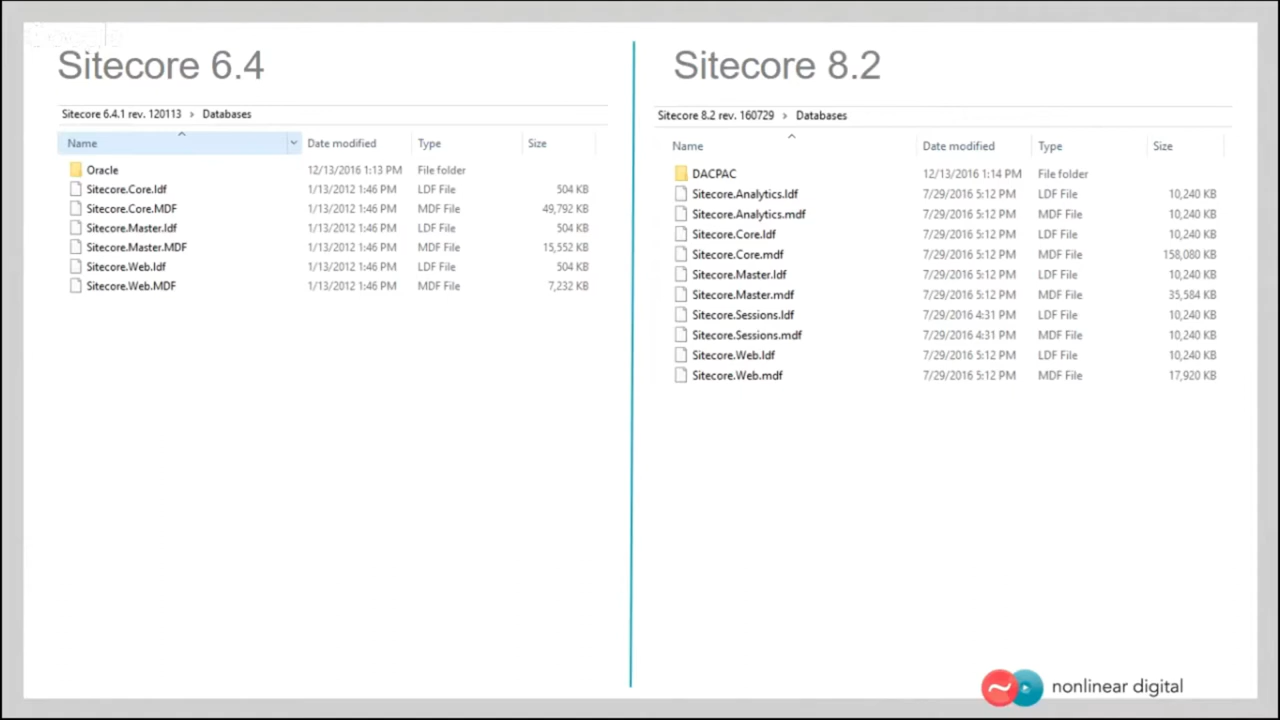 Sitecore 6.4
Sitecore 6.4.1 rev. 120113 › Databases
Name Date modified Type Size
Oracle 12/13/2016 1:13 PM File folder
Sitecore.Core.ldf 1/13/2012 1:46 PM LDF File 504 KB
Sitecore.Core.MDF 1/13/2012 1:46 PM MDF File 49,792 KB
Sitecore.Master.ldf 1/13/2012 1:46 PM LDF File 504 KB
Sitecore.Master.MDF 1/13/2012 1:46 PM MDF File 15,552 KB
Sitecore.Web.ldf 1/13/2012 1:46 PM LDF File 504 KB
Sitecore.Web.MDF 1/13/2012 1:46 PM MDF File 7,232 KB
Sitecore 8.2
Sitecore 8.2 rev. 160729 › Databases
Name Date modified Type Size
DACPAC 12/13/2016 1:14 PM File folder
Sitecore.Analytics.ldf 7/29/2016 5:12 PM LDF File 10,240 KB
Sitecore.Analytics.mdf 7/29/2016 5:12 PM MDF File 10,240 KB
Sitecore.Core.ldf 7/29/2016 5:12 PM LDF File 10,240 KB
Sitecore.Core.mdf 7/29/2016 5:12 PM MDF File 158,080 KB
Sitecore.Master.ldf 7/29/2016 5:12 PM LDF File 10,240 KB
Sitecore.Master.mdf 7/29/2016 5:12 PM MDF File 35,584 KB
Sitecore.Sessions.ldf 7/29/2016 4:31 PM LDF File 10,240 KB
Sitecore.Sessions.mdf 7/29/2016 4:31 PM MDF File 10,240 KB
Sitecore.Web.ldf 7/29/2016 5:12 PM LDF File 10,240 KB
Sitecore.Web.mdf 7/29/2016 5:12 PM MDF File 17,920 KB
nonlinear digital